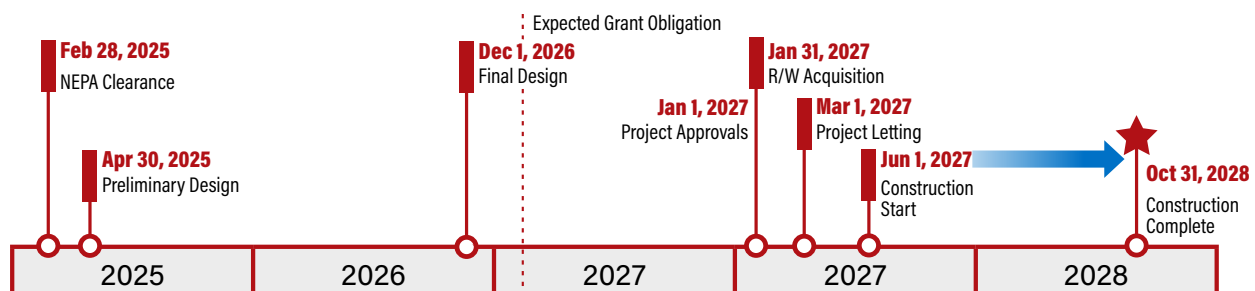 Expected Grant Obligation
Feb 28, 2025
NEPA Clearance
Apr 30, 2025
Preliminary Design
Dec 1, 2026
Final Design
Jan 1, 2027
Project Approvals
Jan 31, 2027
R/W Acquisition
Mar 1, 2027
Project Letting
Jun 1, 2027
Construction
Start
Oct 31, 2028
Construction
Complete
2025
2026
2027
2027
2028